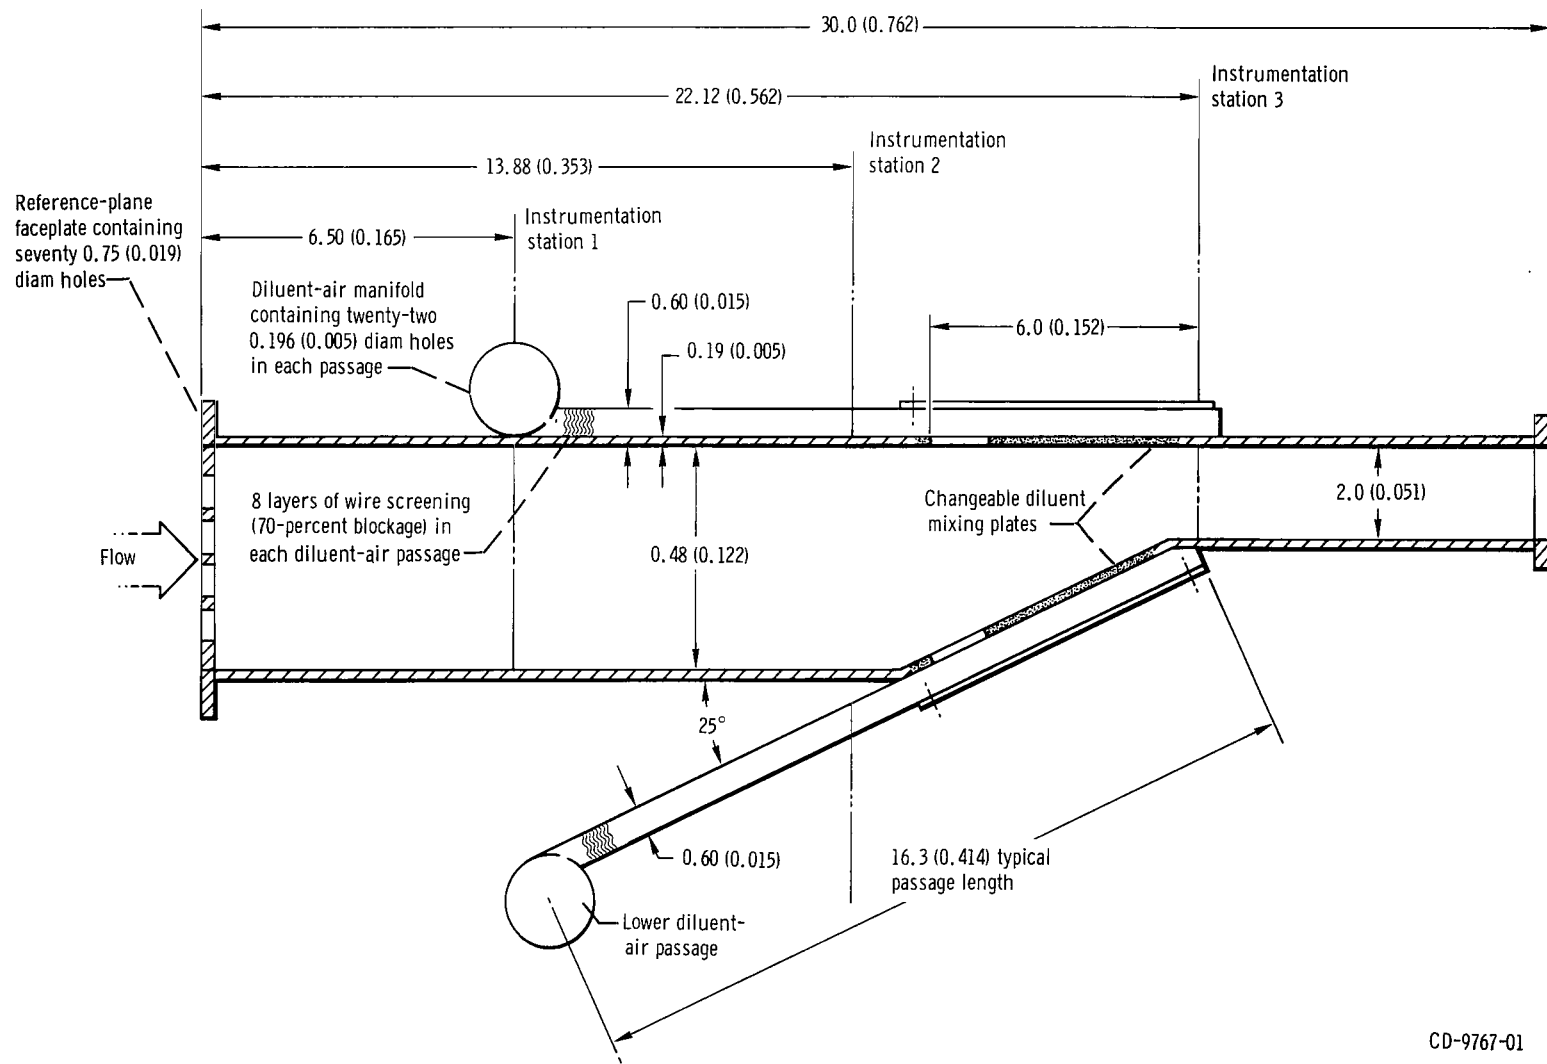 30.0 (0.762)
22.12 (0.562)
Instrumentation
station 3
13.88 (0.353)
Instrumentation
station 2
Reference-plane
faceplate containing
seventy 0.75 (0.019)
diam holes
6.50 (0.165)
Instrumentation
station 1
Diluent-air manifold
containing twenty-two
0.196 (0.005) diam holes
in each passage
0.60 (0.015)
0.19 (0.005)
6.0 (0.152)
8 layers of wire screening
(70-percent blockage) in
each diluent-air passage
Flow
0.48 (0.122)
Changeable diluent
mixing plates
2.0 (0.051)
25°
0.60 (0.015)
16.3 (0.414) typical
passage length
Lower diluent-
air passage
CD-9767-01